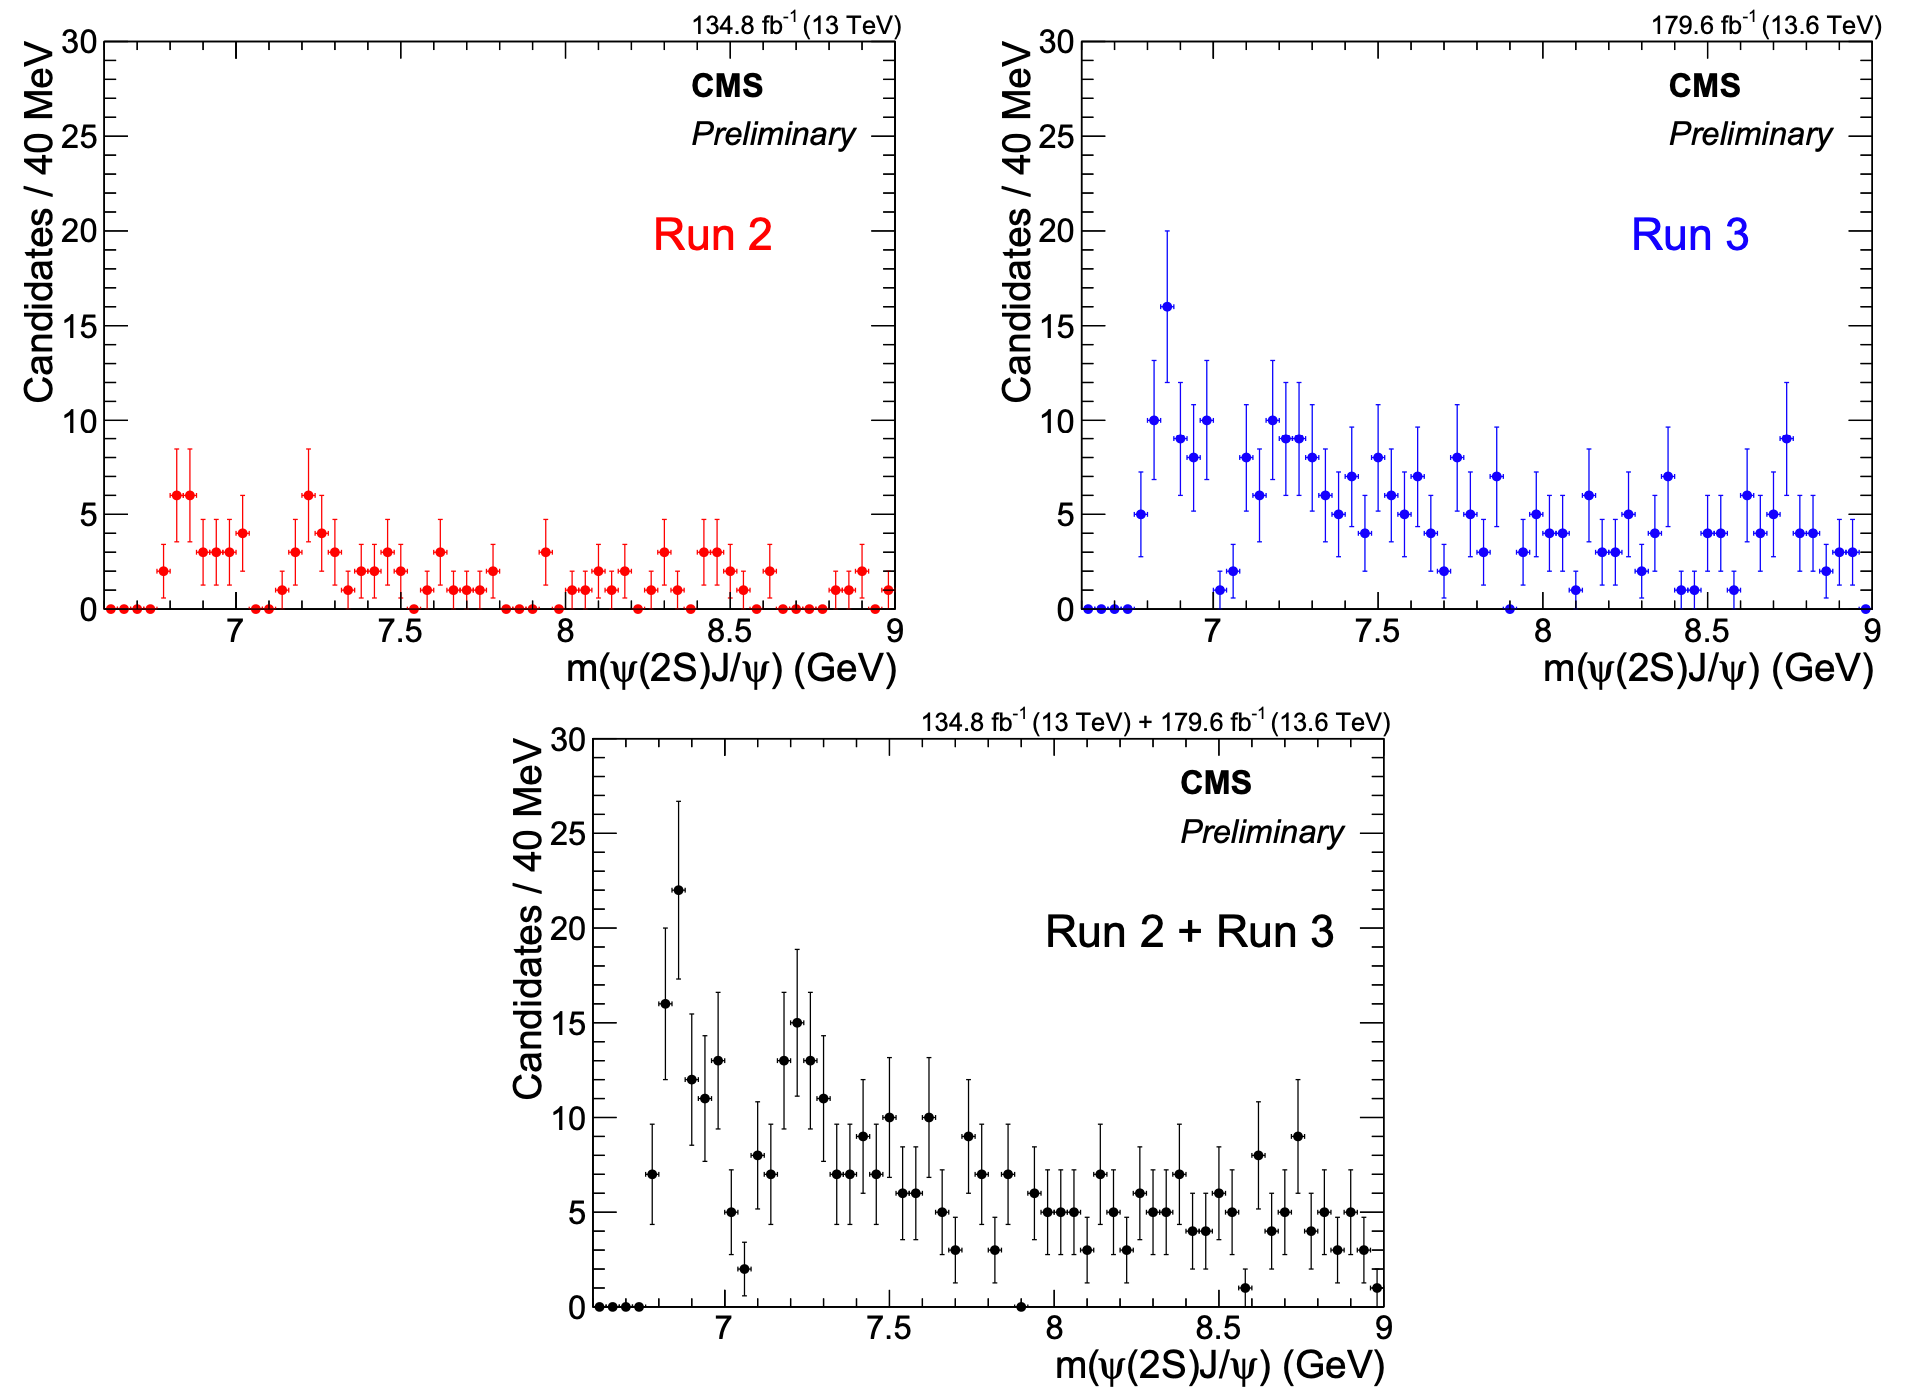 134.8 fb-1 (13 TeV)
Candidates / 40 MeV
30
25
20
15
10
5
0
CMS
Preliminary
Run 2
7 7.5 8 8.5 9
m(ψ(2S)J/ψ) (GeV)
179.6 fb-1 (13.6 TeV)
Candidates / 40 MeV
30
25
20
15
10
5
0
CMS
Preliminary
Run 3
7 7.5 8 8.5 9
m(ψ(2S)J/ψ) (GeV)
134.8 fb-1 (13 TeV) + 179.6 fb-1 (13.6 TeV)
Candidates / 40 MeV
30
25
20
15
10
5
0
CMS
Preliminary
Run 2 + Run 3
7 7.5 8 8.5 9
m(ψ(2S)J/ψ) (GeV)